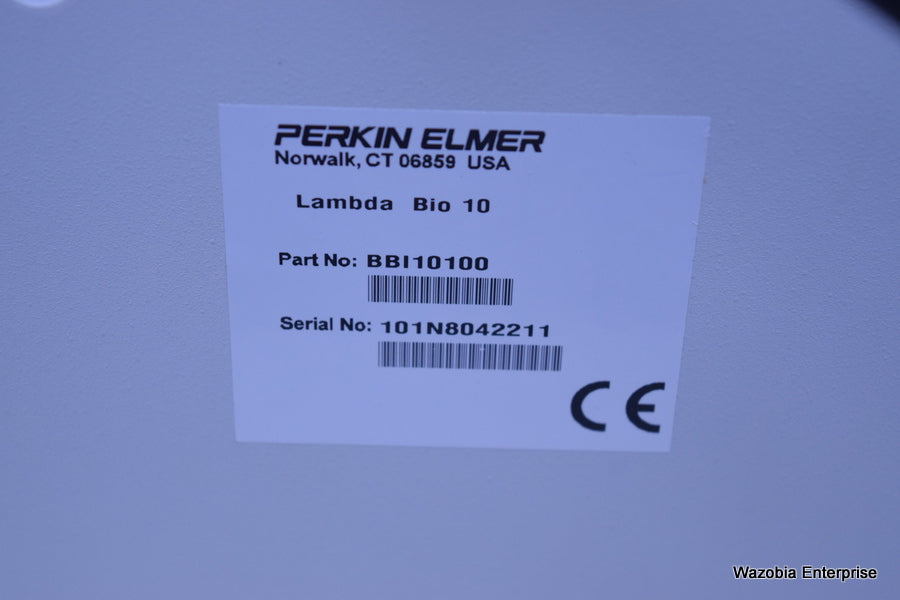 PERKIN ELMER
Norwalk, CT 06859 USA
Lambda Bio 10
Part No: BBI10100
Serial No: 101N8042211
CE
Wazobia Enterprise